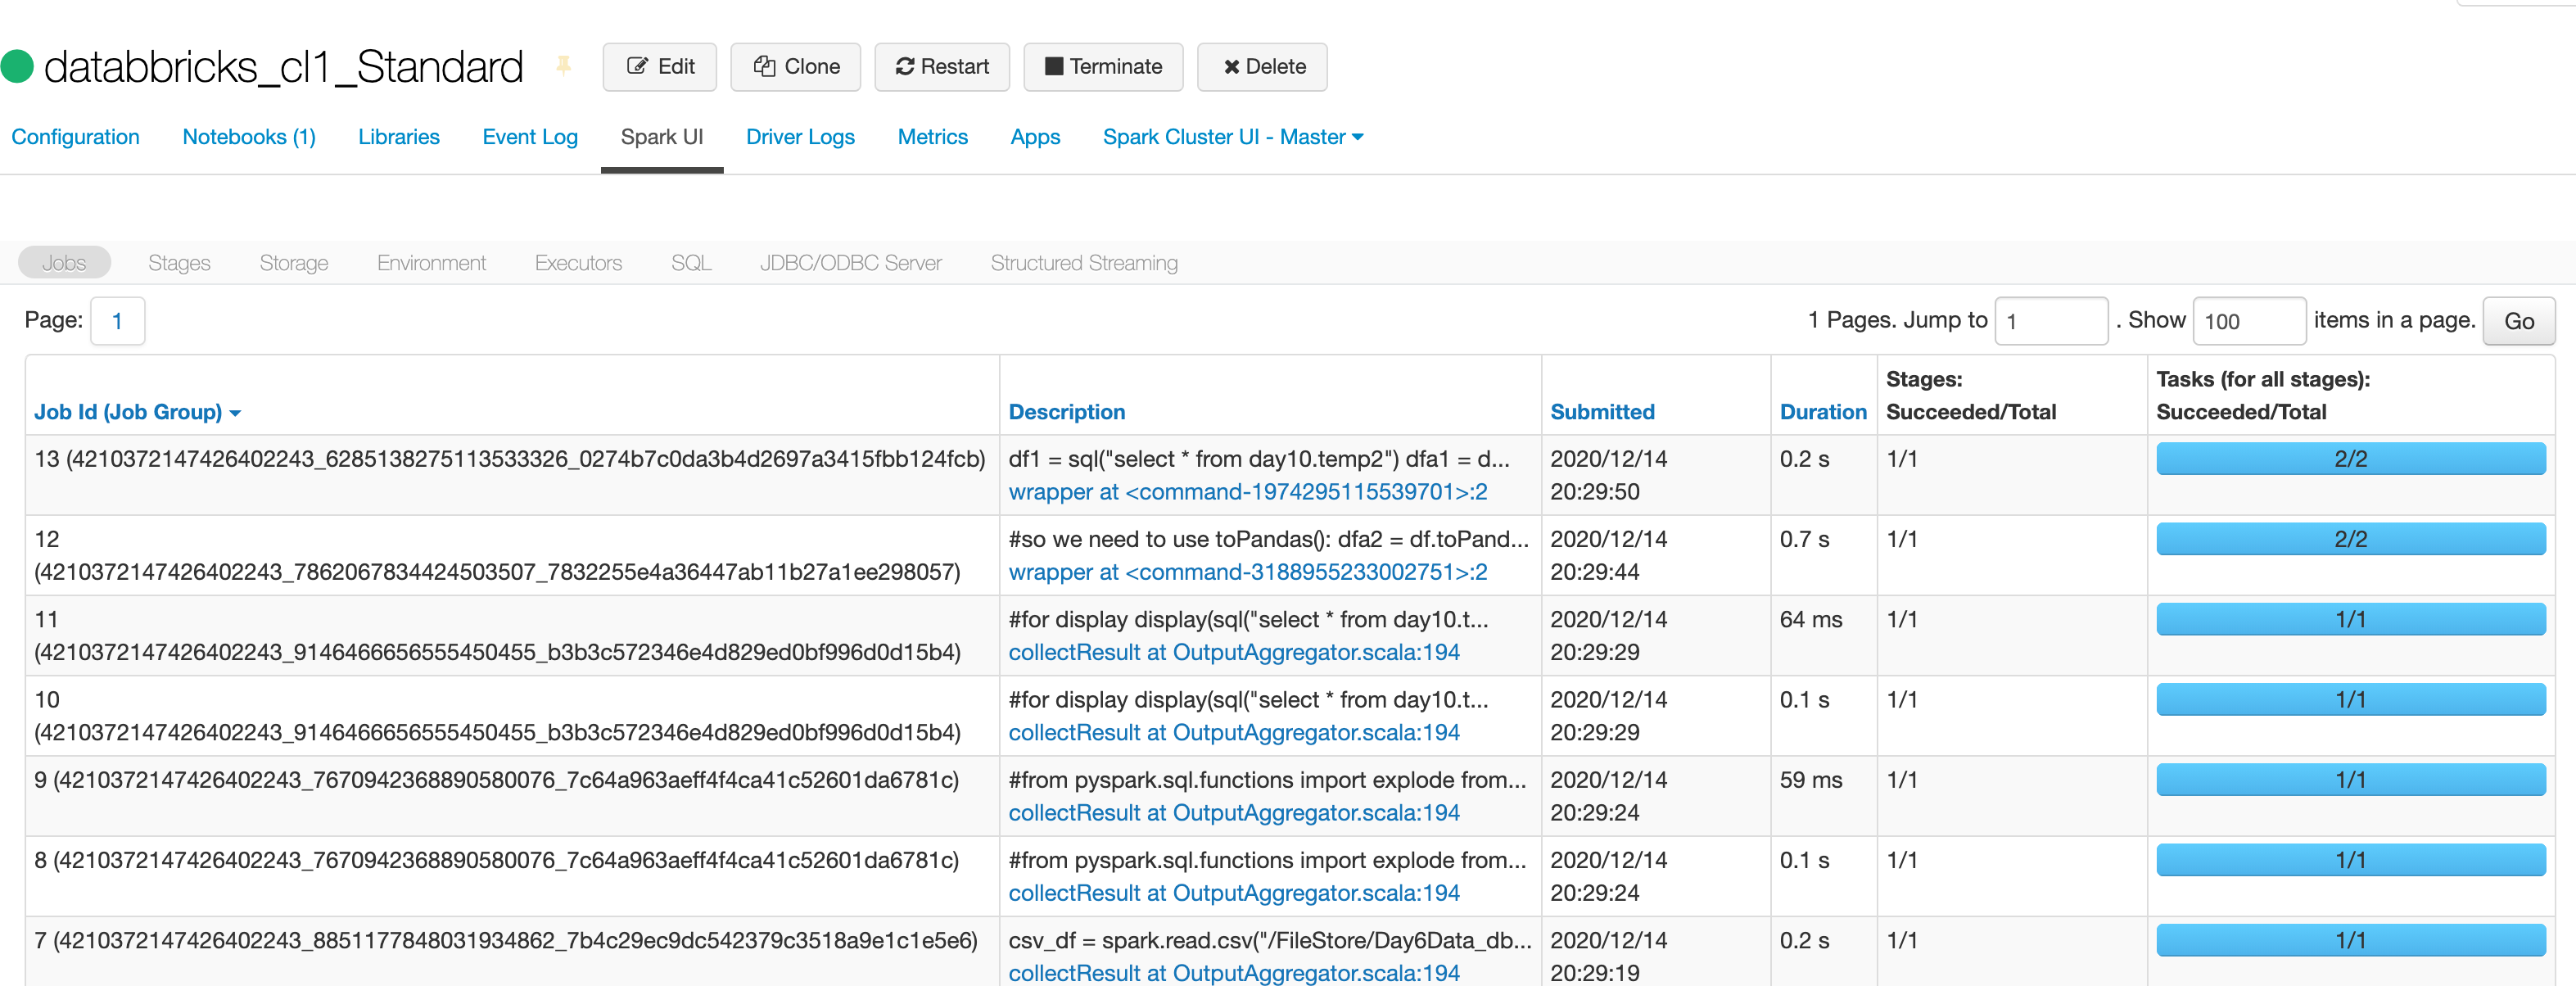 databbricks_cl1_Standard Edit Clone Restart Terminate Delete
Configuration Notebooks (1) Libraries Event Log Spark UI Driver Logs Metrics Apps Spark Cluster UI - Master
Jobs Stages Storage Environment Executors SQL JDBC/ODBC Server Structured Streaming
Page: 1 1 Pages. Jump to 1 . Show 100 items in a page. Go
Job Id (Job Group) Description Submitted Duration Stages: Succeeded/Total Tasks (for all stages): Succeeded/Total
13 (4210372147426402243_6285138275113533326_0274b7c0da3b4d2697a3415fbb124fcb) df1 = sql("select * from day10.temp2") dfa1 = d... 2020/12/14 0.2 s 1/1 2/2
wrapper at <command-1974295115539701>:2 20:29:50
12 #so we need to use toPandas(): dfa2 = df.toPand... 2020/12/14 0.7 s 1/1 2/2
(4210372147426402243_7862067834424503507_7832255e4a36447ab11b27a1ee298057) wrapper at <command-3188955233002751>:2 20:29:44
11 #for display display(sql("select * from day10.t... 2020/12/14 64 ms 1/1 1/1
(4210372147426402243_9146466656555450455_b3b3c572346e4d829ed0bf996d0d15b4) collectResult at OutputAggregator.scala:194 20:29:29
10 #for display display(sql("select * from day10.t... 2020/12/14 0.1 s 1/1 1/1
(4210372147426402243_9146466656555450455_b3b3c572346e4d829ed0bf996d0d15b4) collectResult at OutputAggregator.scala:194 20:29:29
9 (4210372147426402243_7670942368890580076_7c64a963aeff4f4ca41c52601da6781c) #from pyspark.sql.functions import explode from... 2020/12/14 59 ms 1/1 1/1
collectResult at OutputAggregator.scala:194 20:29:24
8 (4210372147426402243_7670942368890580076_7c64a963aeff4f4ca41c52601da6781c) #from pyspark.sql.functions import explode from... 2020/12/14 0.1 s 1/1 1/1
collectResult at OutputAggregator.scala:194 20:29:24
7 (4210372147426402243_8851177848031934862_7b4c29ec9dc542379c3518a9e1c1e5e6) csv_df = spark.read.csv("/FileStore/Day6Data_db... 2020/12/14 0.2 s 1/1 1/1
collectResult at OutputAggregator.scala:194 20:29:19